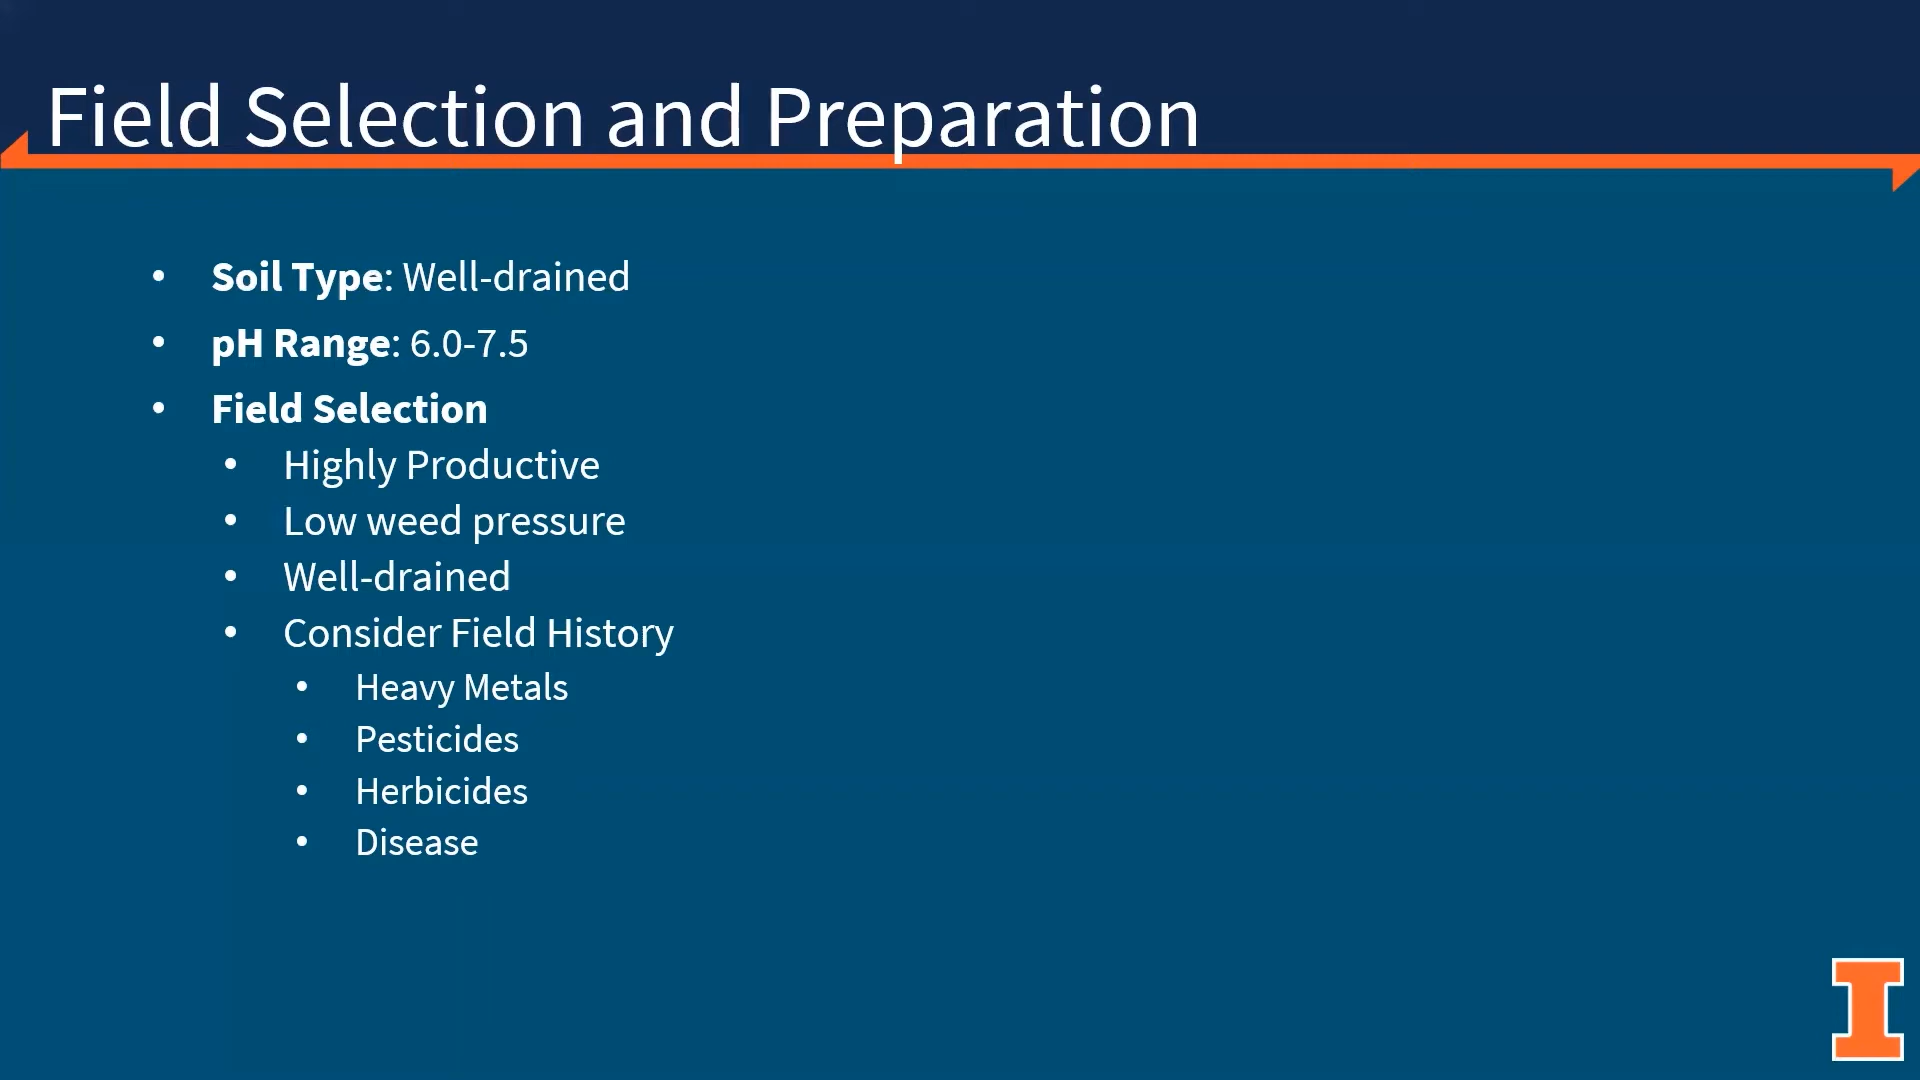 Field Selection and Preparation
• Soil Type: Well-drained
• pH Range: 6.0-7.5
• Field Selection
• Highly Productive
• Low weed pressure
• Well-drained
• Consider Field History
• Heavy Metals
• Pesticides
• Herbicides
• Disease
I